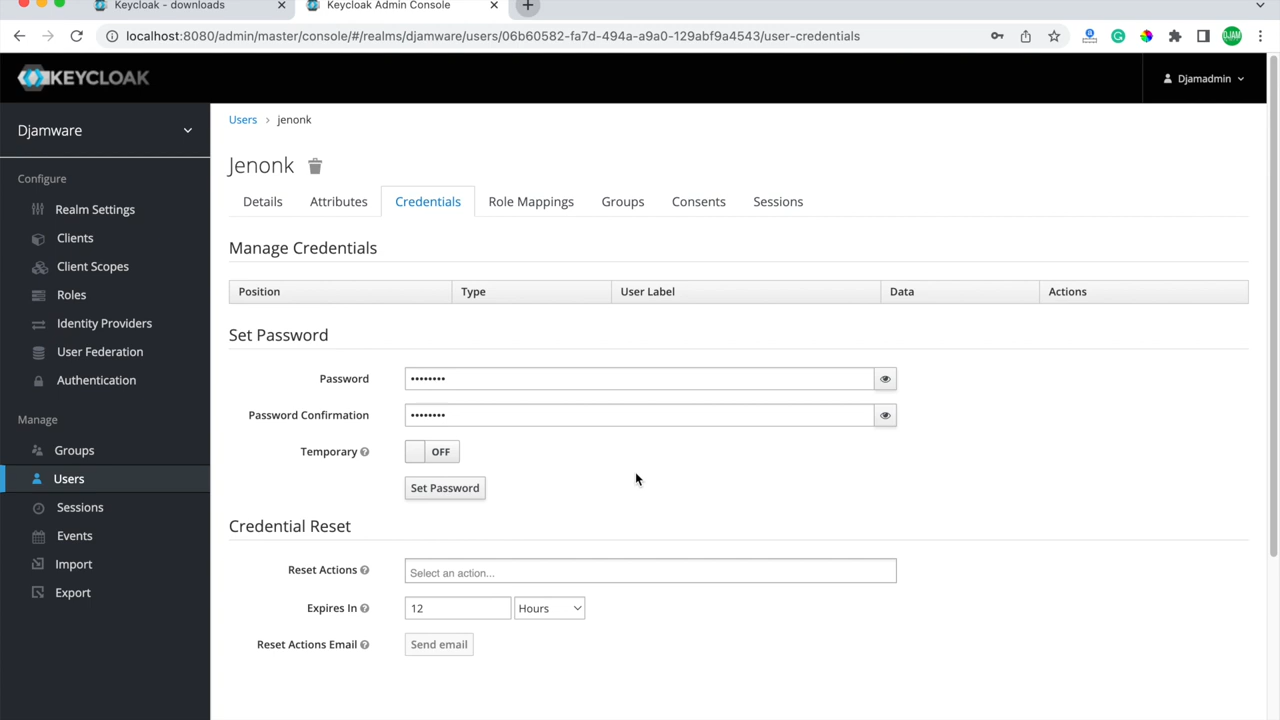 Keycloak - downloads
Keycloak Admin Console
localhost:8080/admin/master/console/#/realms/djamware/users/06b60582-fa7d-494a-a9a0-129abf9a4543/user-credentials
DJAM
KEYCLOAK
Djamadmin
Djamware
Configure
Realm Settings
Clients
Client Scopes
Roles
Identity Providers
User Federation
Authentication
Manage
Groups
Users
Sessions
Events
Import
Export
Users > jenonk
Jenonk
Details Attributes Credentials Role Mappings Groups Consents Sessions
Manage Credentials
Position Type User Label Data Actions
Set Password
Password ••••••••
Password Confirmation ••••••••
Temporary OFF
Set Password
Credential Reset
Reset Actions Select an action...
Expires In 12 Hours
Reset Actions Email Send email